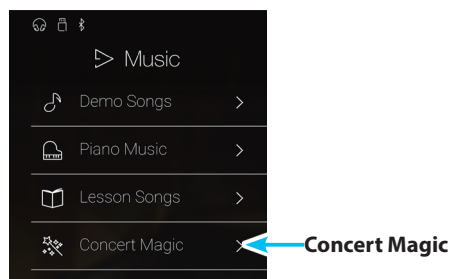 Music
Demo Songs
Piano Music
Lesson Songs
Concert Magic
Concert Magic